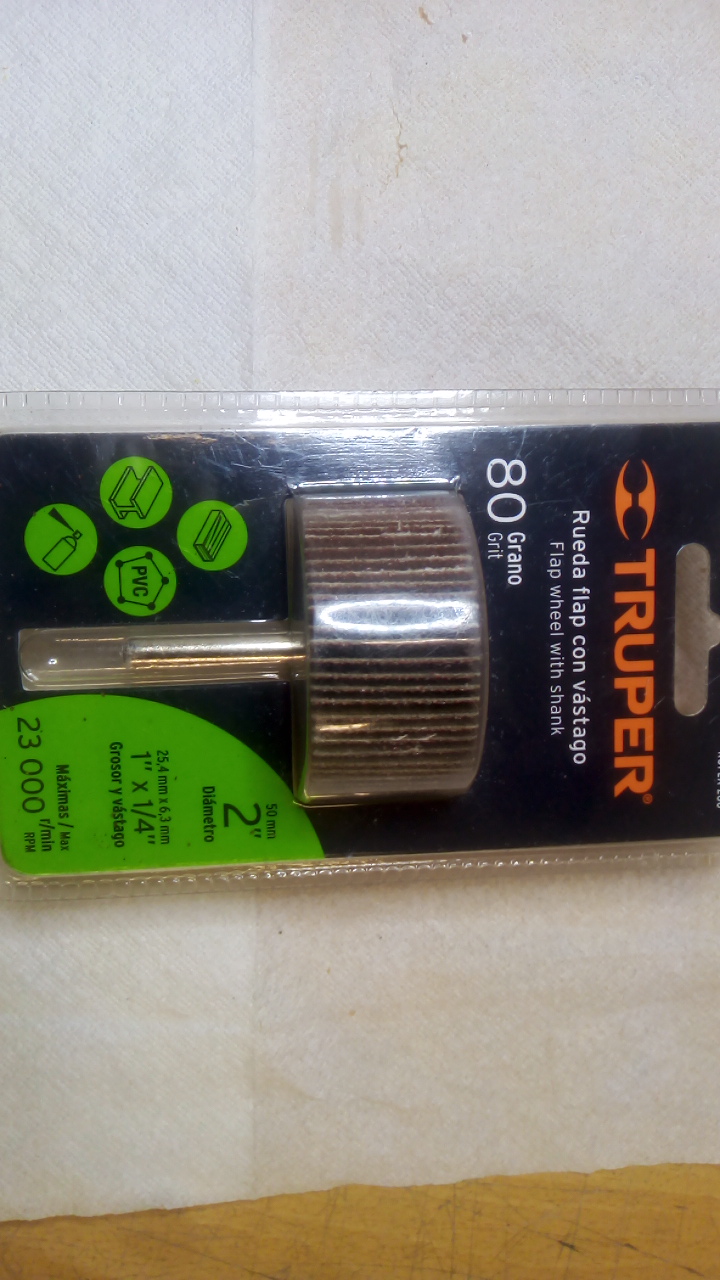 TRUPER®
Rueda flap con vástago
Flap wheel with shank
80 Grano
Grit
50 mm
2"
Diámetro
25,4 mm x 6,3 mm
1" x 1/4"
Grosor y vástago
PVC
Máximas / Max
23 000 r/min
RPM